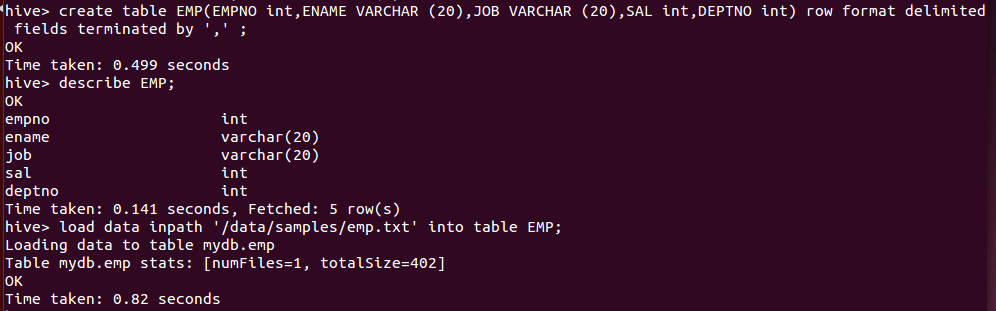 hive> create table EMP(EMPNO int,ENAME VARCHAR (20),JOB VARCHAR (20),SAL int,DEPTNO int) row format delimited
 fields terminated by ',' ;
OK
Time taken: 0.499 seconds
hive> describe EMP;
OK
empno                   int
ename                   varchar(20)
job                     varchar(20)
sal                     int
deptno                  int
Time taken: 0.141 seconds, Fetched: 5 row(s)
hive> load data inpath '/data/samples/emp.txt' into table EMP;
Loading data to table mydb.emp
Table mydb.emp stats: [numFiles=1, totalSize=402]
OK
Time taken: 0.82 seconds